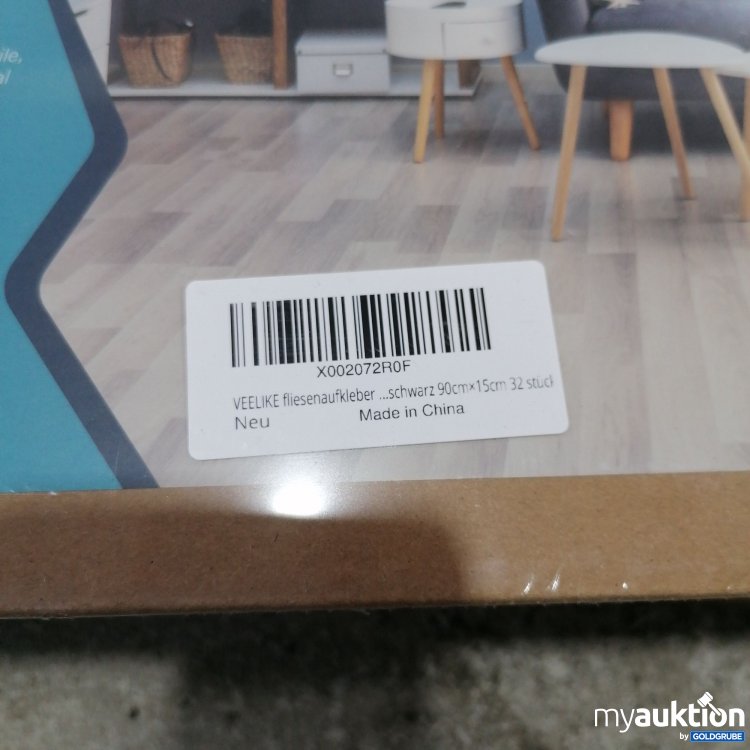 X002072R0F
VEELIKE fliesenaufkleber ...schwarz 90cm×15cm 32 stück
Neu
Made in China
myauktion
by GOLDGRUBE